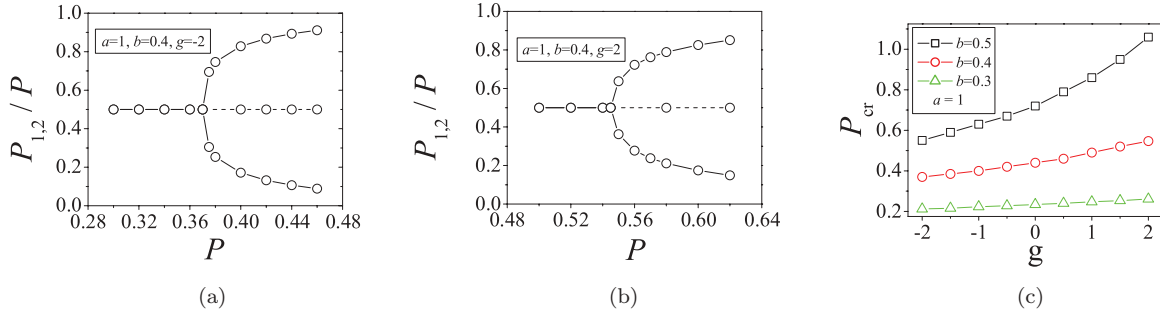 1.0
0.8
0.6
0.4
0.2
0.0
P1,2 / P
a=1, b=0.4, g=-2
0.28 0.32 0.36 0.40 0.44 0.48
P
(a)
1.0
0.8
0.6
0.4
0.2
0.0
P1,2 / P
a=1, b=0.4, g=2
0.48 0.52 0.56 0.60 0.64
P
(b)
1.0
0.8
0.6
0.4
0.2
Pcr
b=0.5
b=0.4
b=0.3
a = 1
-2 -1 0 1 2
g
(c)